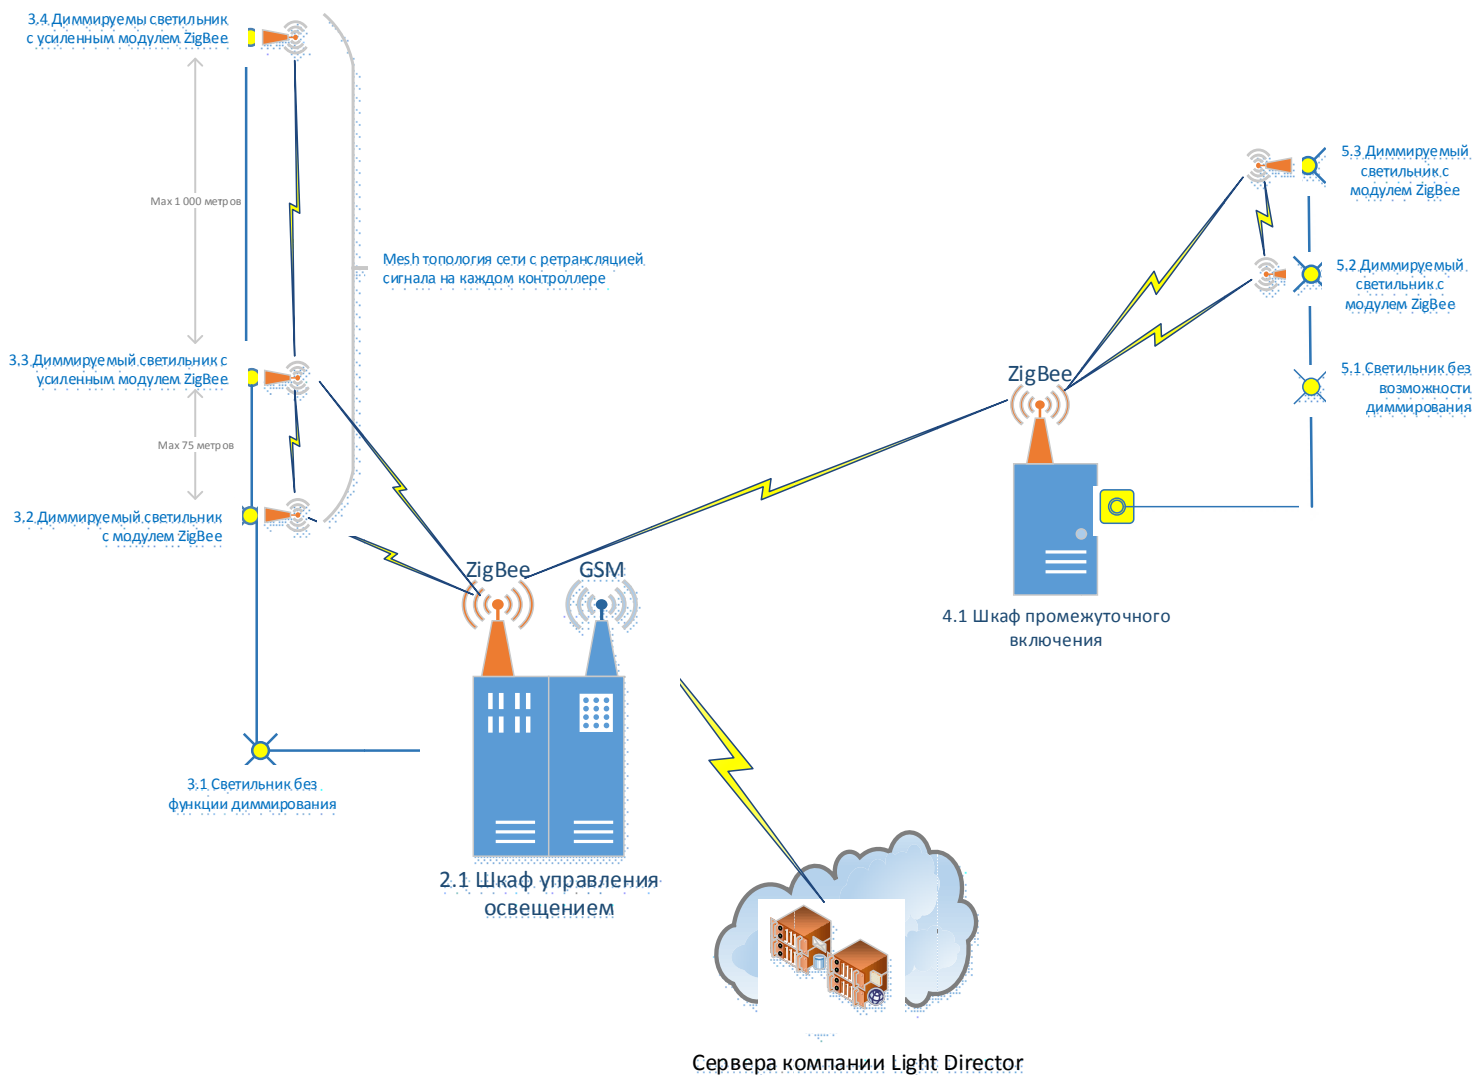 3.4 Диммируемы светильник
с усиленным модулем ZigBee
Max 1 000 метров
Mesh топология сети с ретрансляцией
сигнала на каждом контроллере
3.3 Диммируемый светильник с
усиленным модулем ZigBee
Max 75 метров
3.2 Диммируемый светильник
с модулем ZigBee
3.1 Светильник без
функции диммирования
ZigBee
GSM
2.1 Шкаф управления
освещением
ZigBee
4.1 Шкаф промежуточного
включения
5.3 Диммируемый
светильник с
модулем ZigBee
5.2 Диммируемый
светильник с
модулем ZigBee
5.1 Светильник без
возможности
диммирования
Сервера компании Light Director